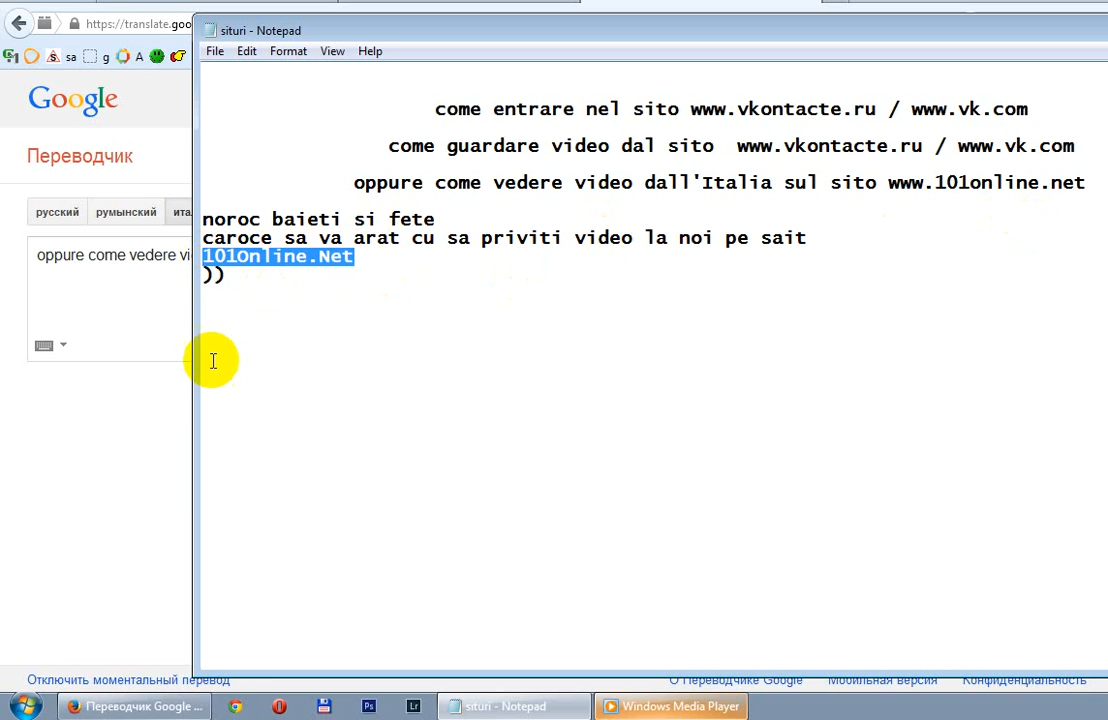 https://translate.goo
situri - Notepad
File Edit Format View Help
sa g A
Google
Переводчик
русский румынский ита
oppure come vedere vi
come entrare nel sito www.vkontacte.ru / www.vk.com
come guardare video dal sito www.vkontacte.ru / www.vk.com
oppure come vedere video dall'Italia sul sito www.101online.net
noroc baieti si fete
caroce sa va arat cu sa priviti video la noi pe sait
101Online.Net
))
Отключить моментальный перевод О Переводчике Google Мобильная версия Конфиденциальность
Переводчик Google ... Ps Lr situri - Notepad Windows Media Player